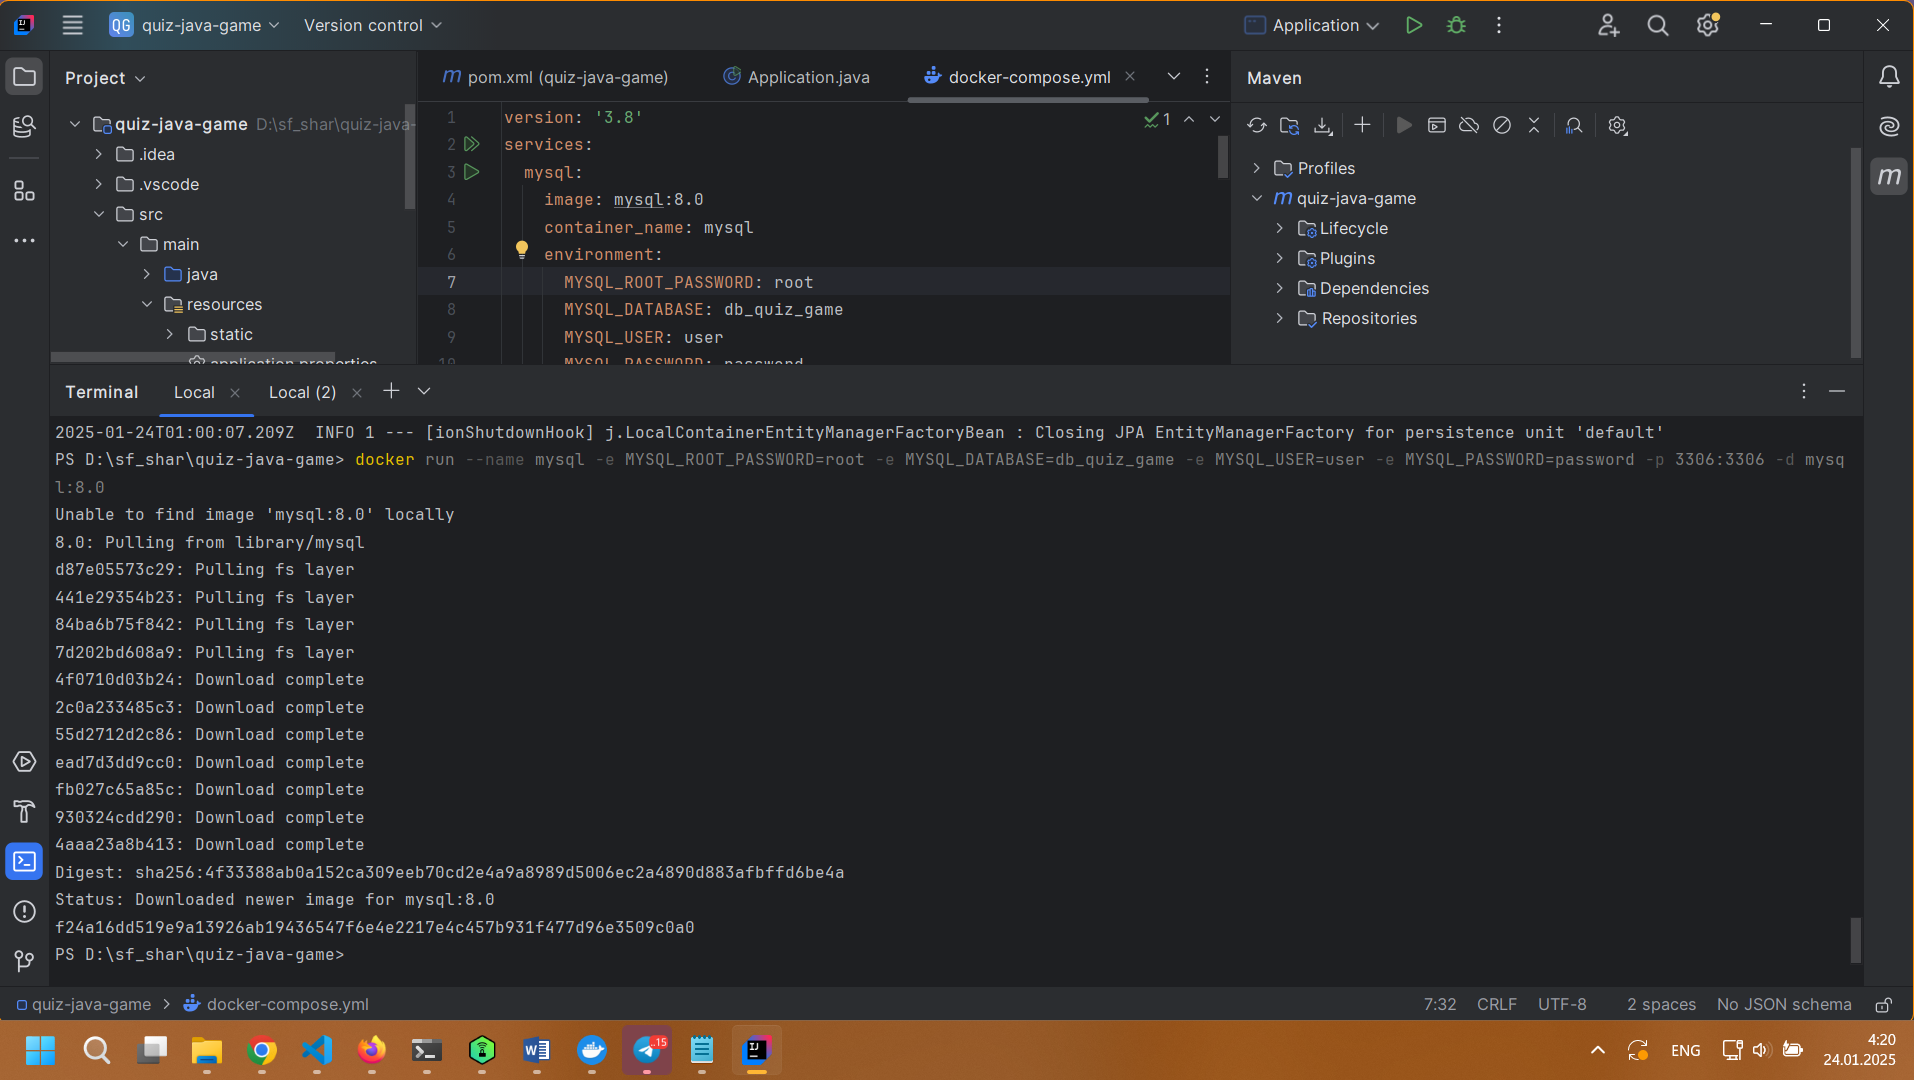 QG quiz-java-game Version control Application
Project
quiz-java-game D:\sf_shar\quiz-java-
.idea
.vscode
src
main
java
resources
static
application.properties
pom.xml (quiz-java-game) Application.java docker-compose.yml
1 version: '3.8'
2 services:
3 mysql:
4 image: mysql:8.0
5 container_name: mysql
6 environment:
7 MYSQL_ROOT_PASSWORD: root
8 MYSQL_DATABASE: db_quiz_game
9 MYSQL_USER: user
10 MYSQL_PASSWORD: password
1
Maven
Profiles
quiz-java-game
Lifecycle
Plugins
Dependencies
Repositories
Terminal Local Local (2)
2025-01-24T01:00:07.209Z  INFO 1 --- [ionShutdownHook] j.LocalContainerEntityManagerFactoryBean : Closing JPA EntityManagerFactory for persistence unit 'default'
PS D:\sf_shar\quiz-java-game> docker run --name mysql -e MYSQL_ROOT_PASSWORD=root -e MYSQL_DATABASE=db_quiz_game -e MYSQL_USER=user -e MYSQL_PASSWORD=password -p 3306:3306 -d mysq
l:8.0
Unable to find image 'mysql:8.0' locally
8.0: Pulling from library/mysql
d87e05573c29: Pulling fs layer
441e29354b23: Pulling fs layer
84ba6b75f842: Pulling fs layer
7d202bd608a9: Pulling fs layer
4f0710d03b24: Download complete
2c0a233485c3: Download complete
55d2712d2c86: Download complete
ead7d3dd9cc0: Download complete
fb027c65a85c: Download complete
930324cdd290: Download complete
4aaa23a8b413: Download complete
Digest: sha256:4f33388ab0a152ca309eeb70cd2e4a9a8989d5006ec2a4890d883afbffd6be4a
Status: Downloaded newer image for mysql:8.0
f24a16dd519e9a13926ab19436547f6e4e2217e4c457b931f477d96e3509c0a0
PS D:\sf_shar\quiz-java-game>
quiz-java-game docker-compose.yml 7:32 CRLF UTF-8 2 spaces No JSON schema
..15
ENG
4:20
24.01.2025